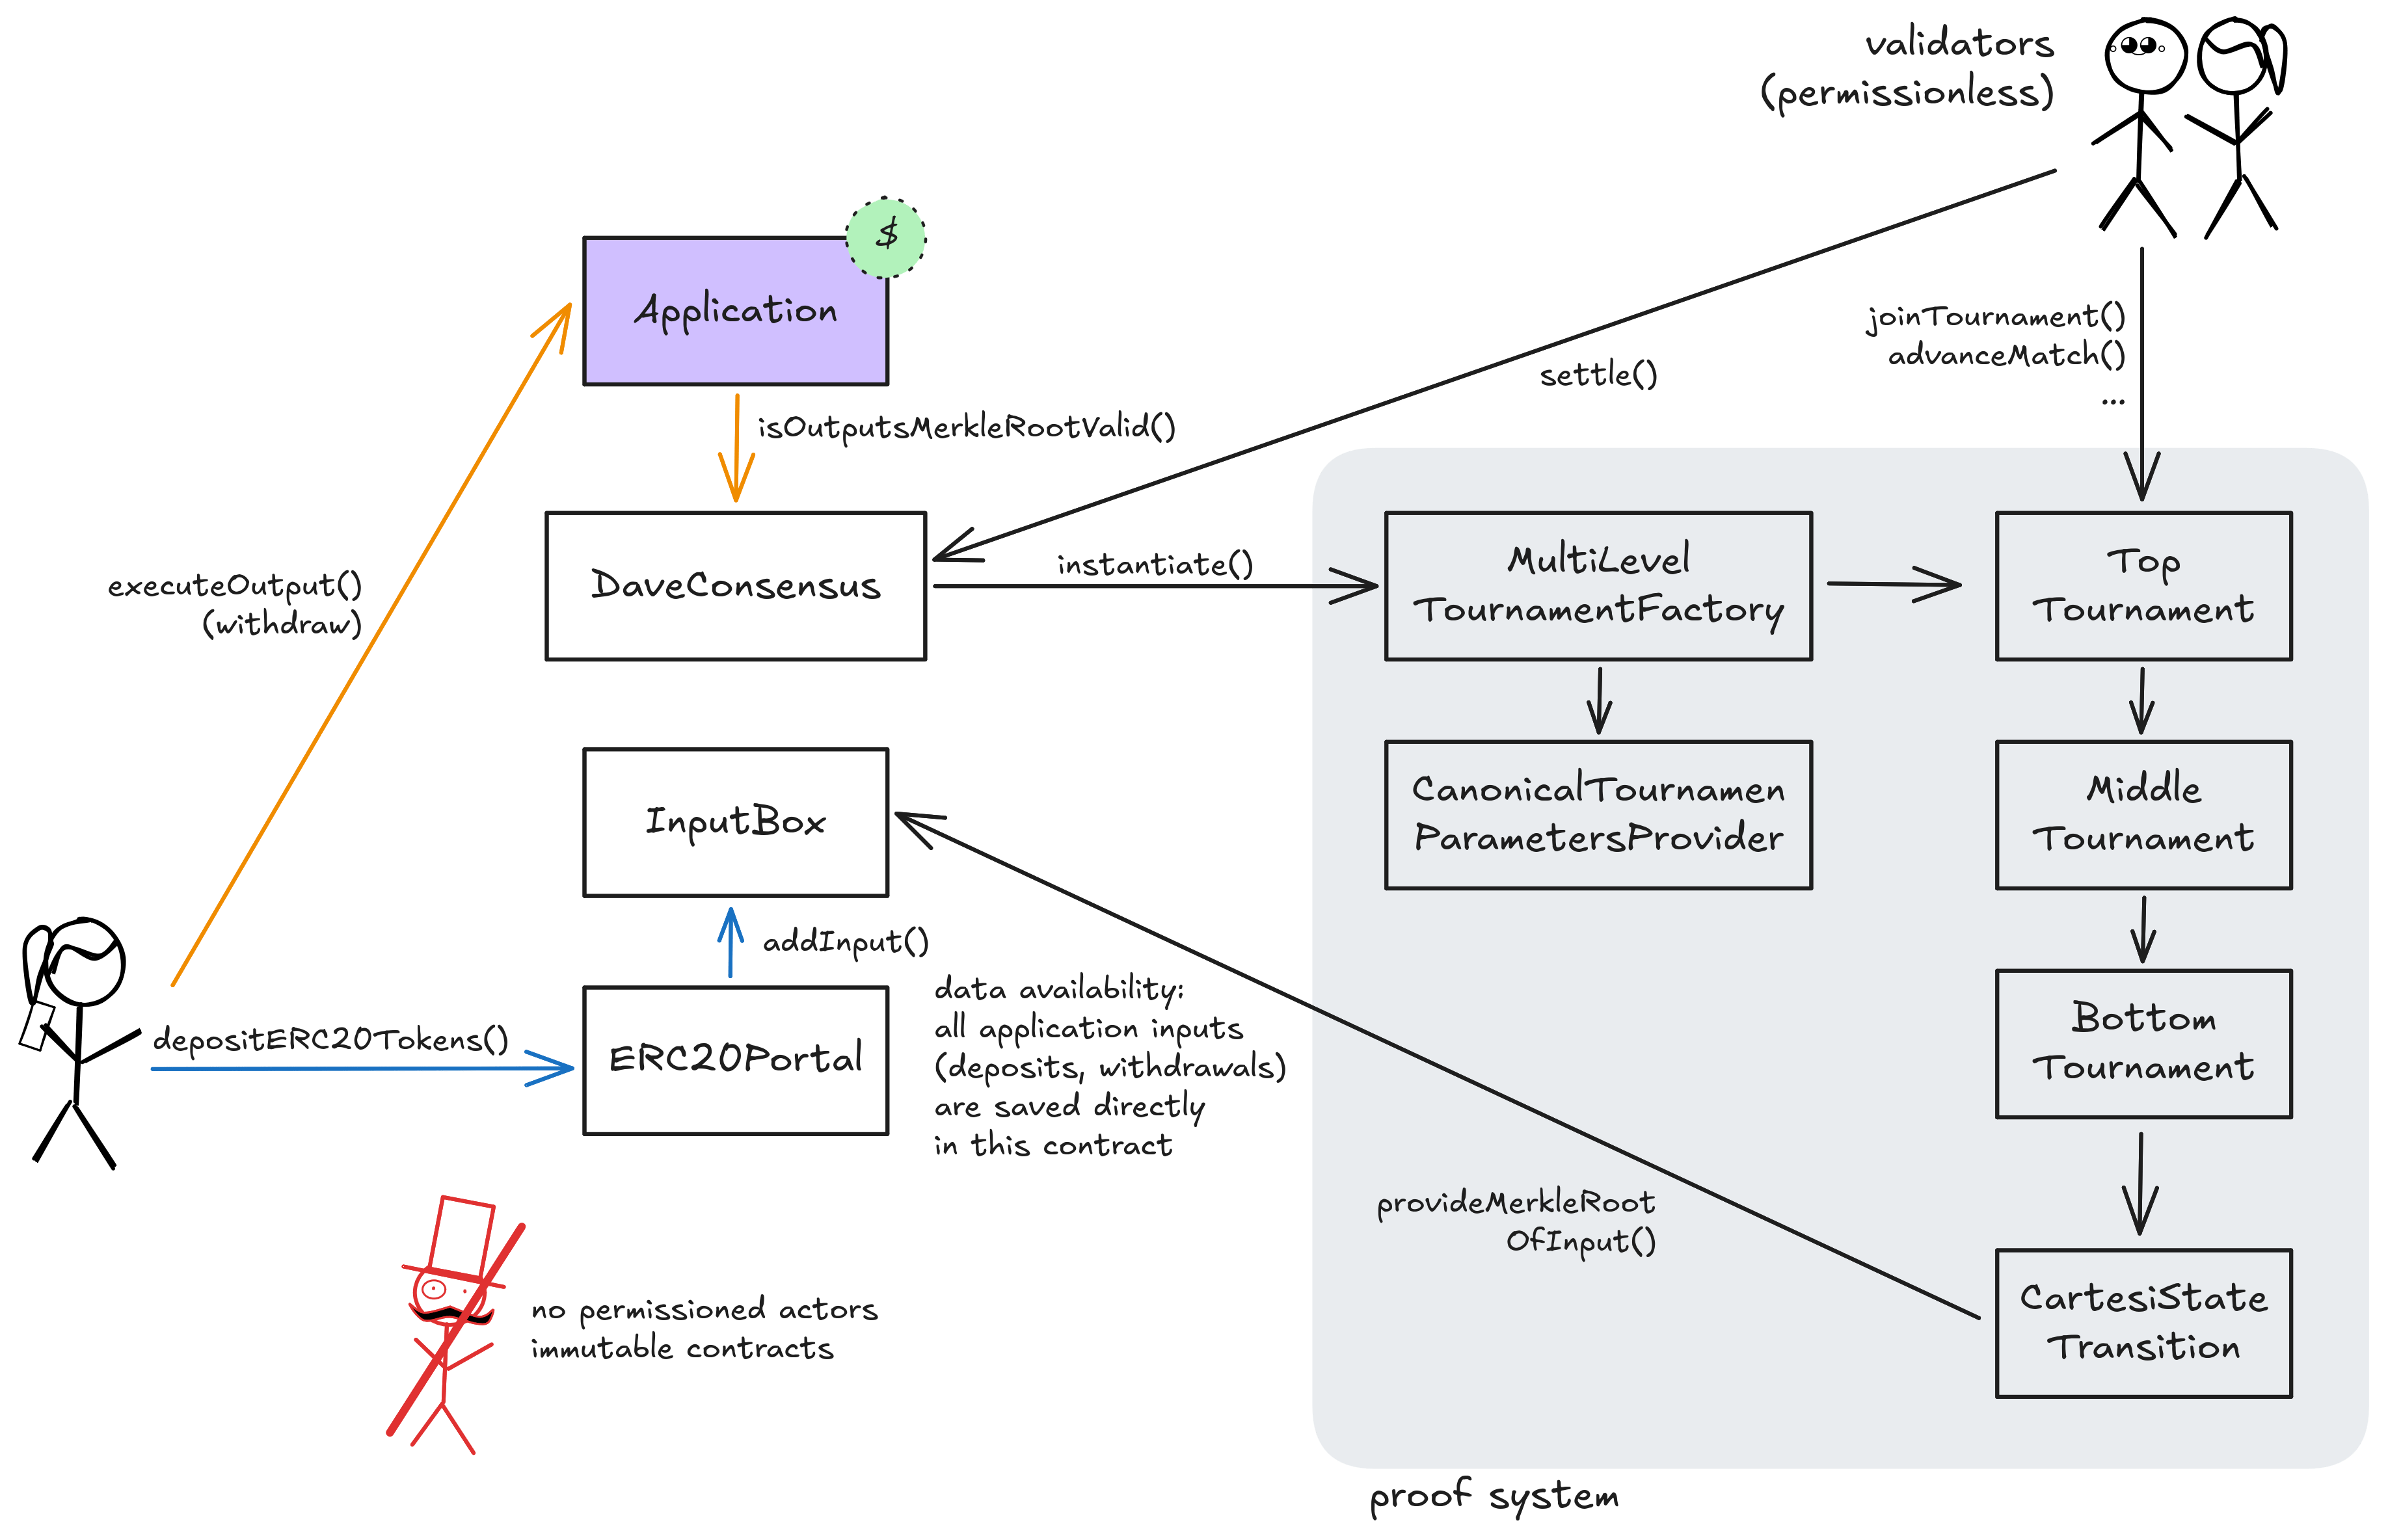 validators
(permissionless)
$
Application
joinTournament()
advanceMatch()
...
settle()
isOutputsMerkleRootValid()
executeOutput()
(withdraw)
DaveConsensus
instantiate()
MultiLevel
TournamentFactory
Top
Tournament
InputBox
CanonicalTournamen
ParametersProvider
Middle
Tournament
addInput()
depositERC20Tokens()
ERC20Portal
data availability:
all application inputs
(deposits, withdrawals)
are saved directly
in this contract
Bottom
Tournament
provideMerkleRoot
OfInput()
CartesiState
Transition
no permissioned actors
immutable contracts
proof system